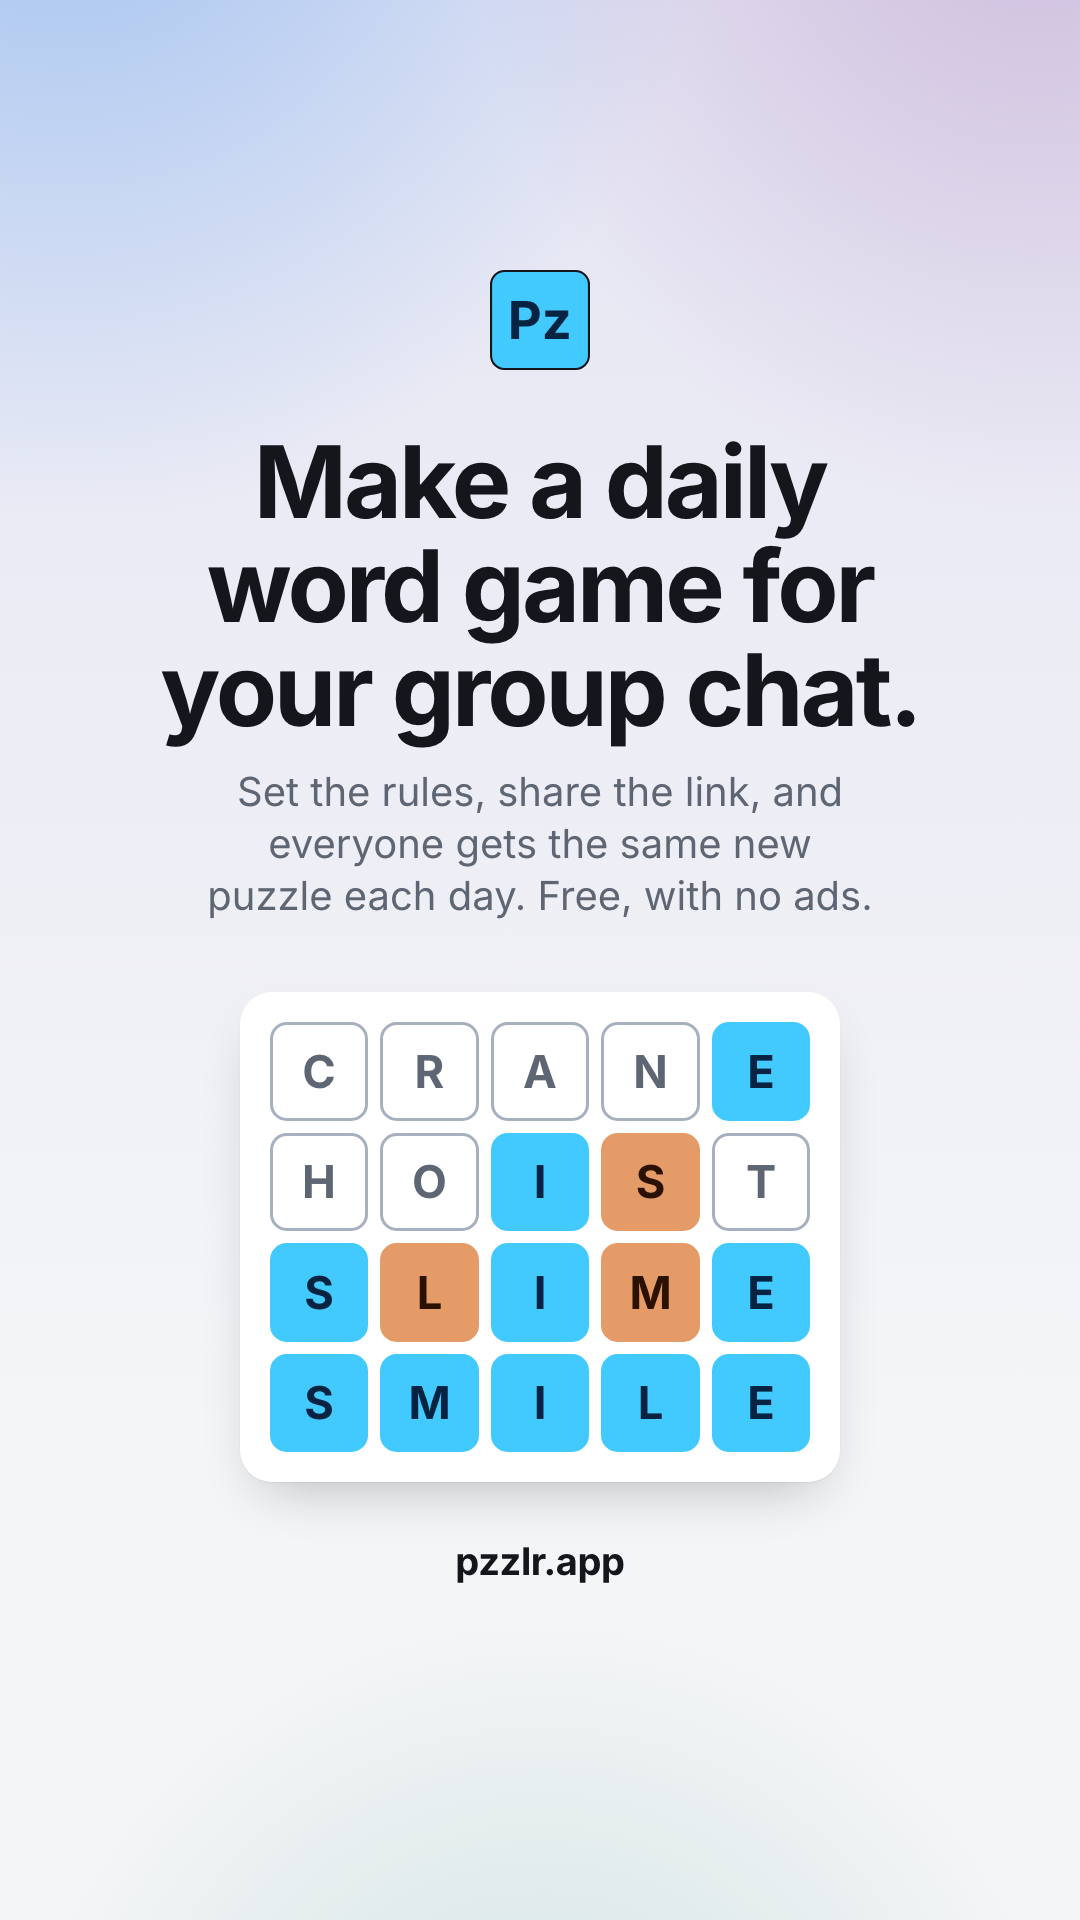 Pz
Make a daily
word game for
your group chat.
Set the rules, share the link, and
everyone gets the same new
puzzle each day. Free, with no ads.
C R A N E
H O I S T
S L I M E
S M I L E
pzzlr.app